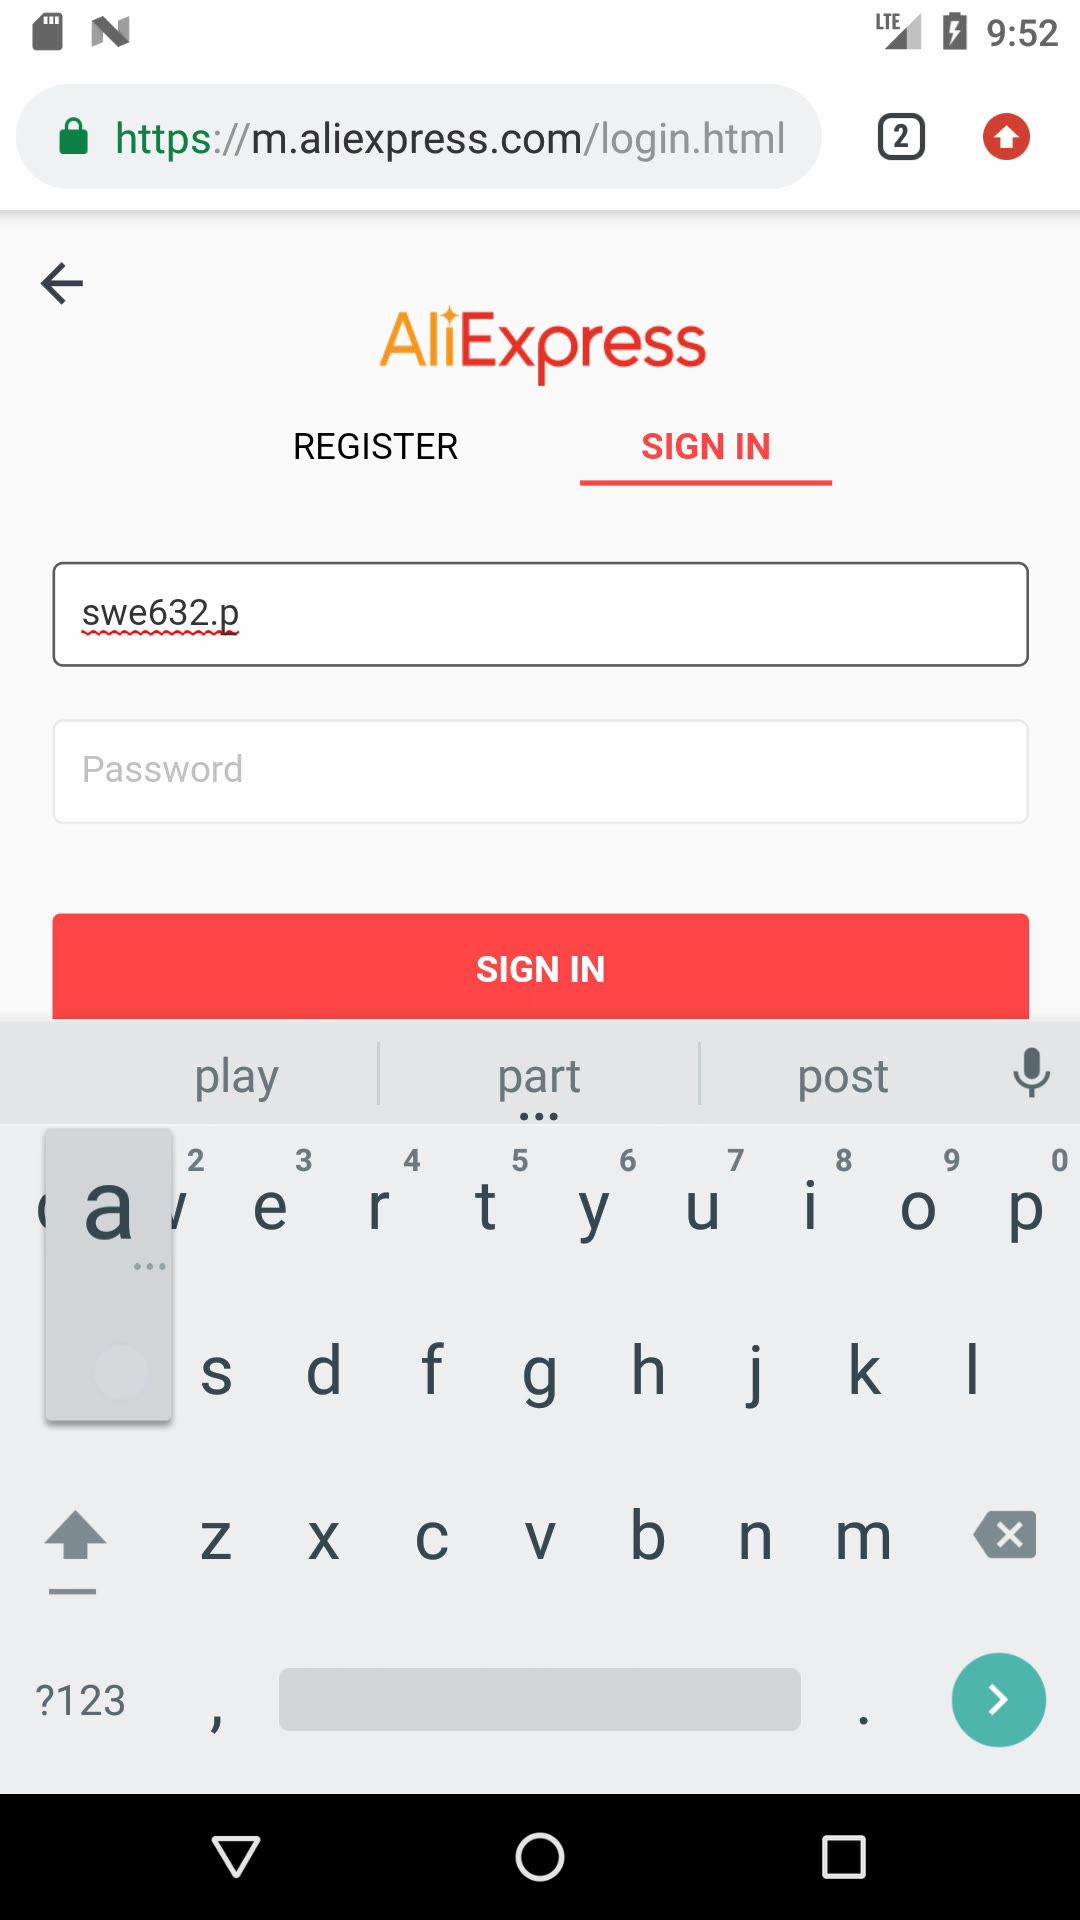 LTE 9:52
https://m.aliexpress.com/login.html 2
AliExpress
REGISTER SIGN IN
swe632.p
Password
SIGN IN
play part post
2 3 4 5 6 7 8 9 0
a e r t y u i o p
s d f g h j k l
z x c v b n m
?123 , .